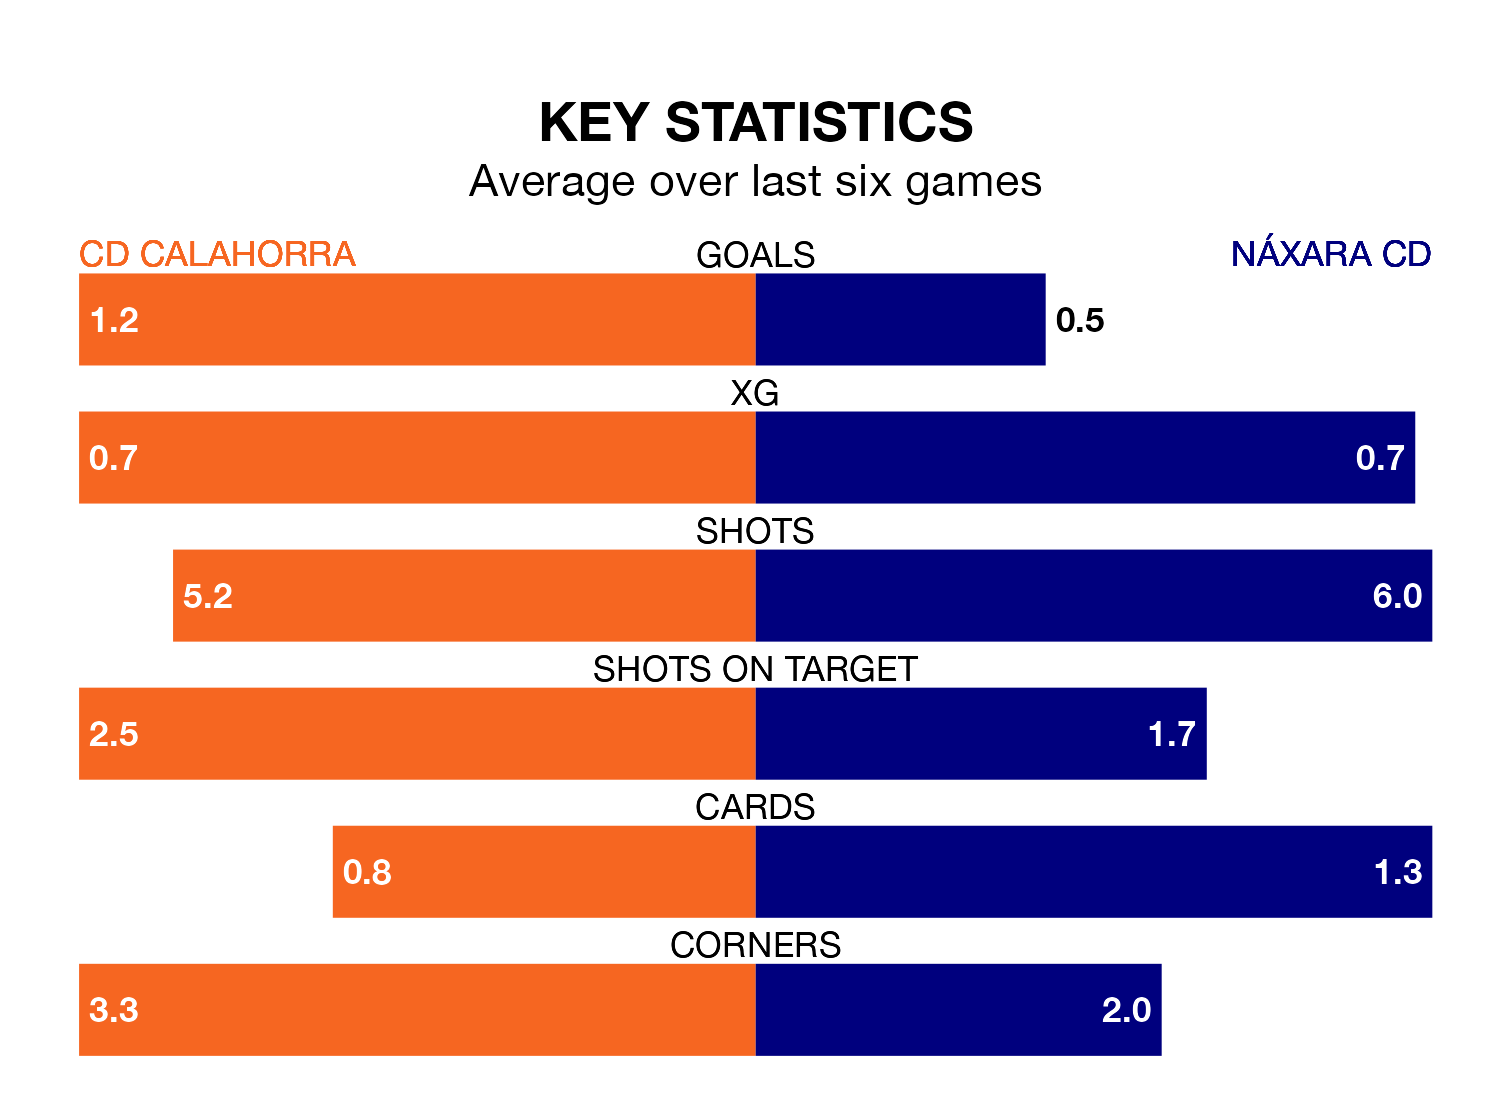 KEY STATISTICS
Average over last six games
CD CALAHORRA GOALS NÁXARA CD
1.2 0.5
XG
0.7 0.7
SHOTS
5.2 6.0
SHOTS ON TARGET
2.5 1.7
CARDS
0.8 1.3
CORNERS
3.3 2.0